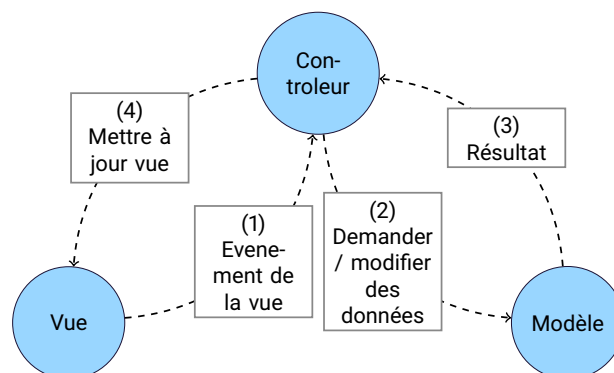 Con-
troleur
(4)
Mettre à
jour vue
(3)
Résultat
(1)
Evene-
ment de
la vue
(2)
Demander
/ modifier
des
données
Vue
Modèle